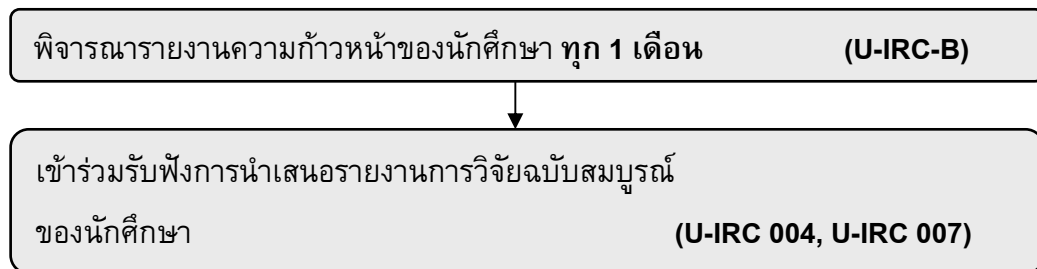 พิจารณารายงานความก้าวหน้าของนักศึกษา ทุก 1 เดือน (U-IRC-B)
เข้าร่วมรับฟังการนำเสนอรายงานการวิจัยฉบับสมบูรณ์
ของนักศึกษา (U-IRC 004, U-IRC 007)